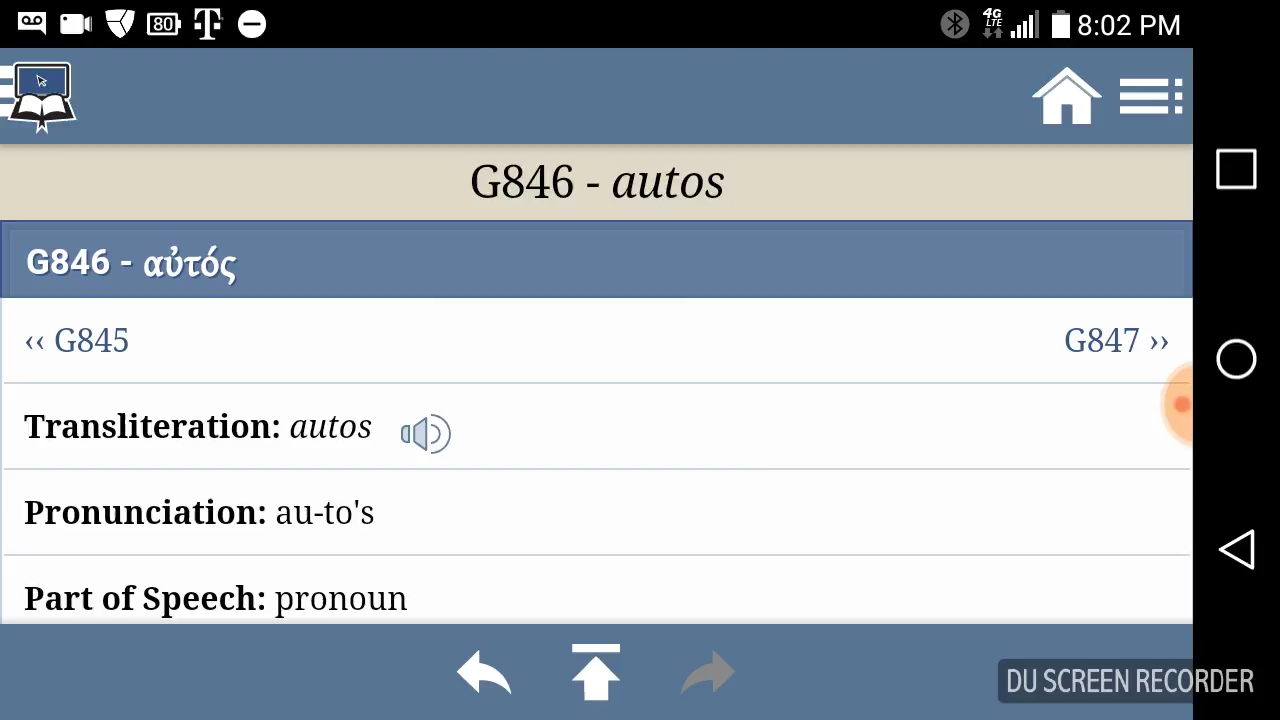 80
4G
LTE
8:02 PM
G846 - autos
G846 - αὐτός
‹‹ G845
G847 ››
Transliteration: autos
Pronunciation: au-to's
Part of Speech: pronoun
DU SCREEN RECORDER